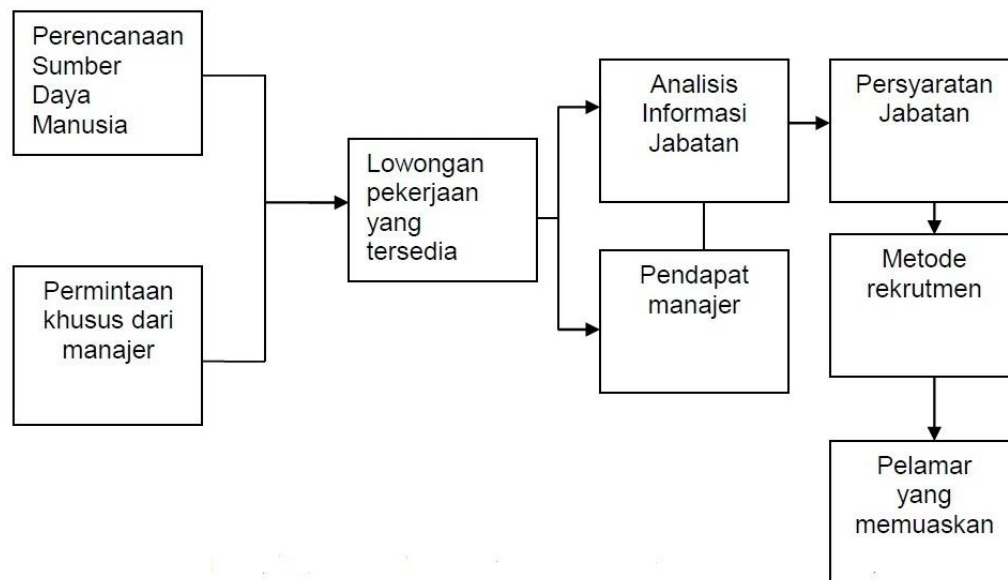 Perencanaan
Sumber
Daya
Manusia
Permintaan
khusus dari
manajer
Lowongan
pekerjaan
yang
tersedia
Analisis
Informasi
Jabatan
Pendapat
manajer
Persyaratan
Jabatan
Metode
rekrutmen
Pelamar
yang
memuaskan